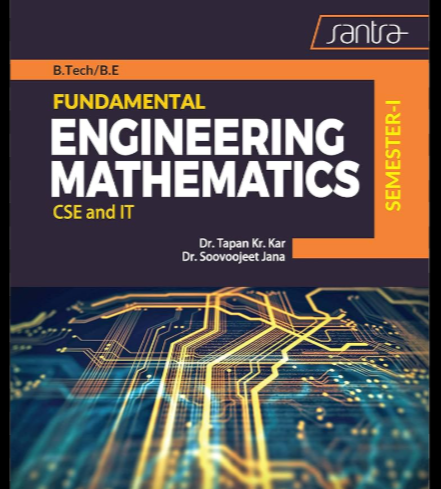 santra
B.Tech/B.E
FUNDAMENTAL
ENGINEERING
MATHEMATICS
CSE and IT
SEMESTER-I
Dr. Tapan Kr. Kar
Dr. Soovoojeet Jana